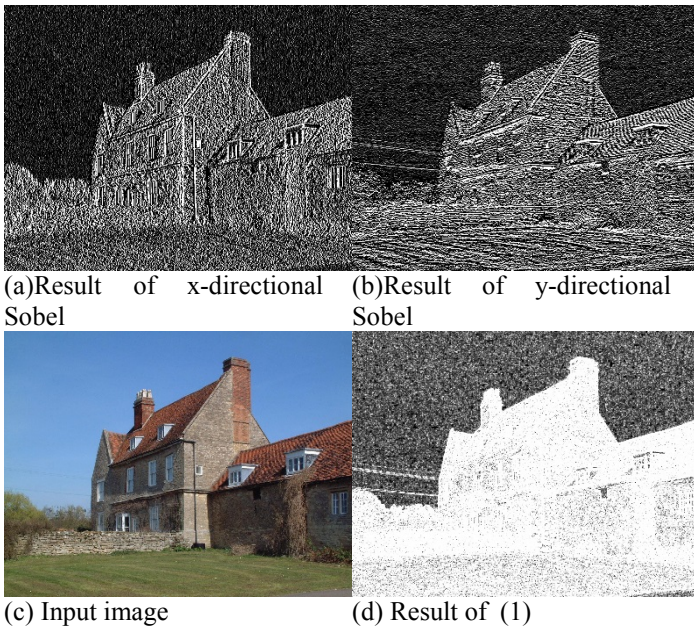 (a)Result of x-directional
Sobel
(b)Result of y-directional
Sobel
(c) Input image
(d) Result of (1)